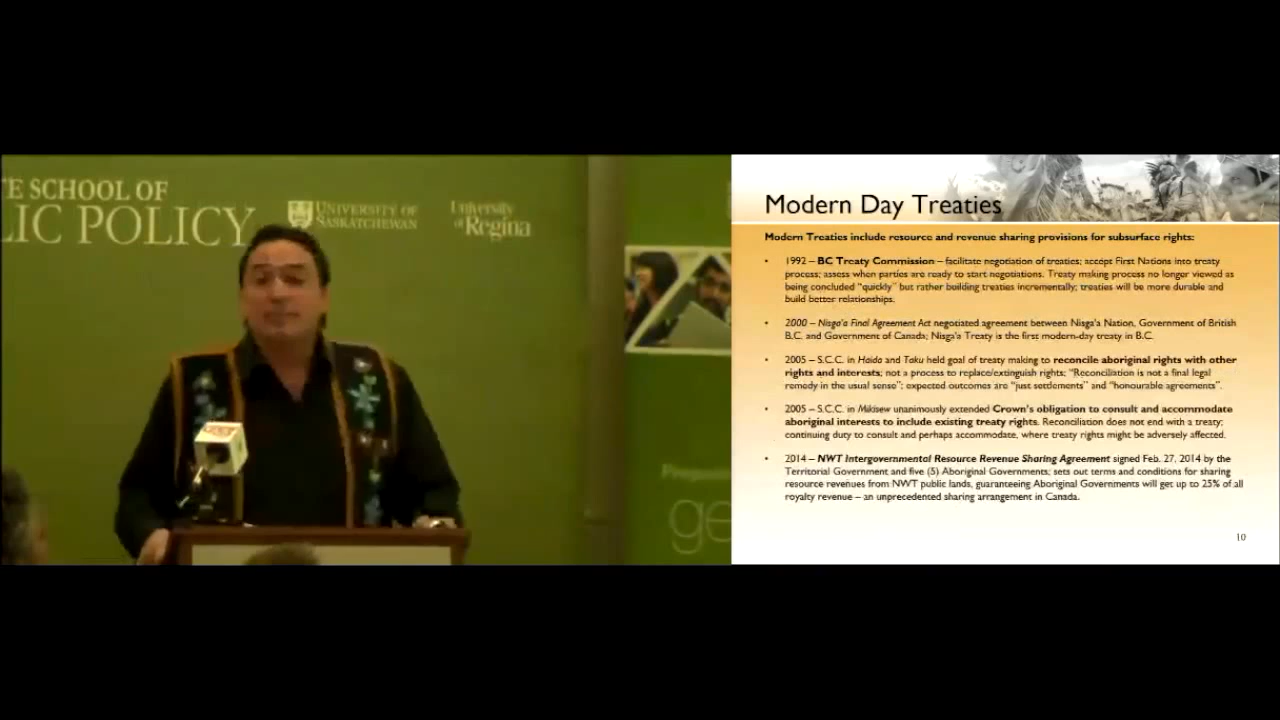 TE SCHOOL OF
LIC POLICY
UNIVERSITY OF
SASKATCHEWAN
University
of Regina
ge
Modern Day Treaties
Modern Treaties include resource and revenue sharing provisions for subsurface rights:
• 1992 – BC Treaty Commission – facilitate negotiation of treaties; accept First Nations into treaty
process; assess when parties are ready to start negotiations. Treaty making process no longer viewed as
being concluded "quickly" but rather building treaties incrementally; treaties will be more durable and
build better relationships.
• 2000 – Nisga'a Final Agreement Act negotiated agreement between Nisga'a Nation, Government of British
B.C. and Government of Canada; Nisga'a Treaty is the first modern-day treaty in B.C.
• 2005 – S.C.C. in Haida and Taku held goal of treaty making to reconcile aboriginal rights with other
rights and interests; not a process to replace/extinguish rights; "Reconciliation is not a final legal
remedy in the usual sense"; expected outcomes are "just settlements" and "honourable agreements".
• 2005 – S.C.C. in Mikisew unanimously extended Crown's obligation to consult and accommodate
aboriginal interests to include existing treaty rights. Reconciliation does not end with a treaty;
continuing duty to consult and perhaps accommodate, where treaty rights might be adversely affected.
• 2014 – NWT Intergovernmental Resource Revenue Sharing Agreement signed Feb. 27, 2014 by the
Territorial Government and five (5) Aboriginal Governments; sets out terms and conditions for sharing
resource revenues from NWT public lands, guaranteeing Aboriginal Governments will get up to 25% of all
royalty revenue – an unprecedented sharing arrangement in Canada.
10